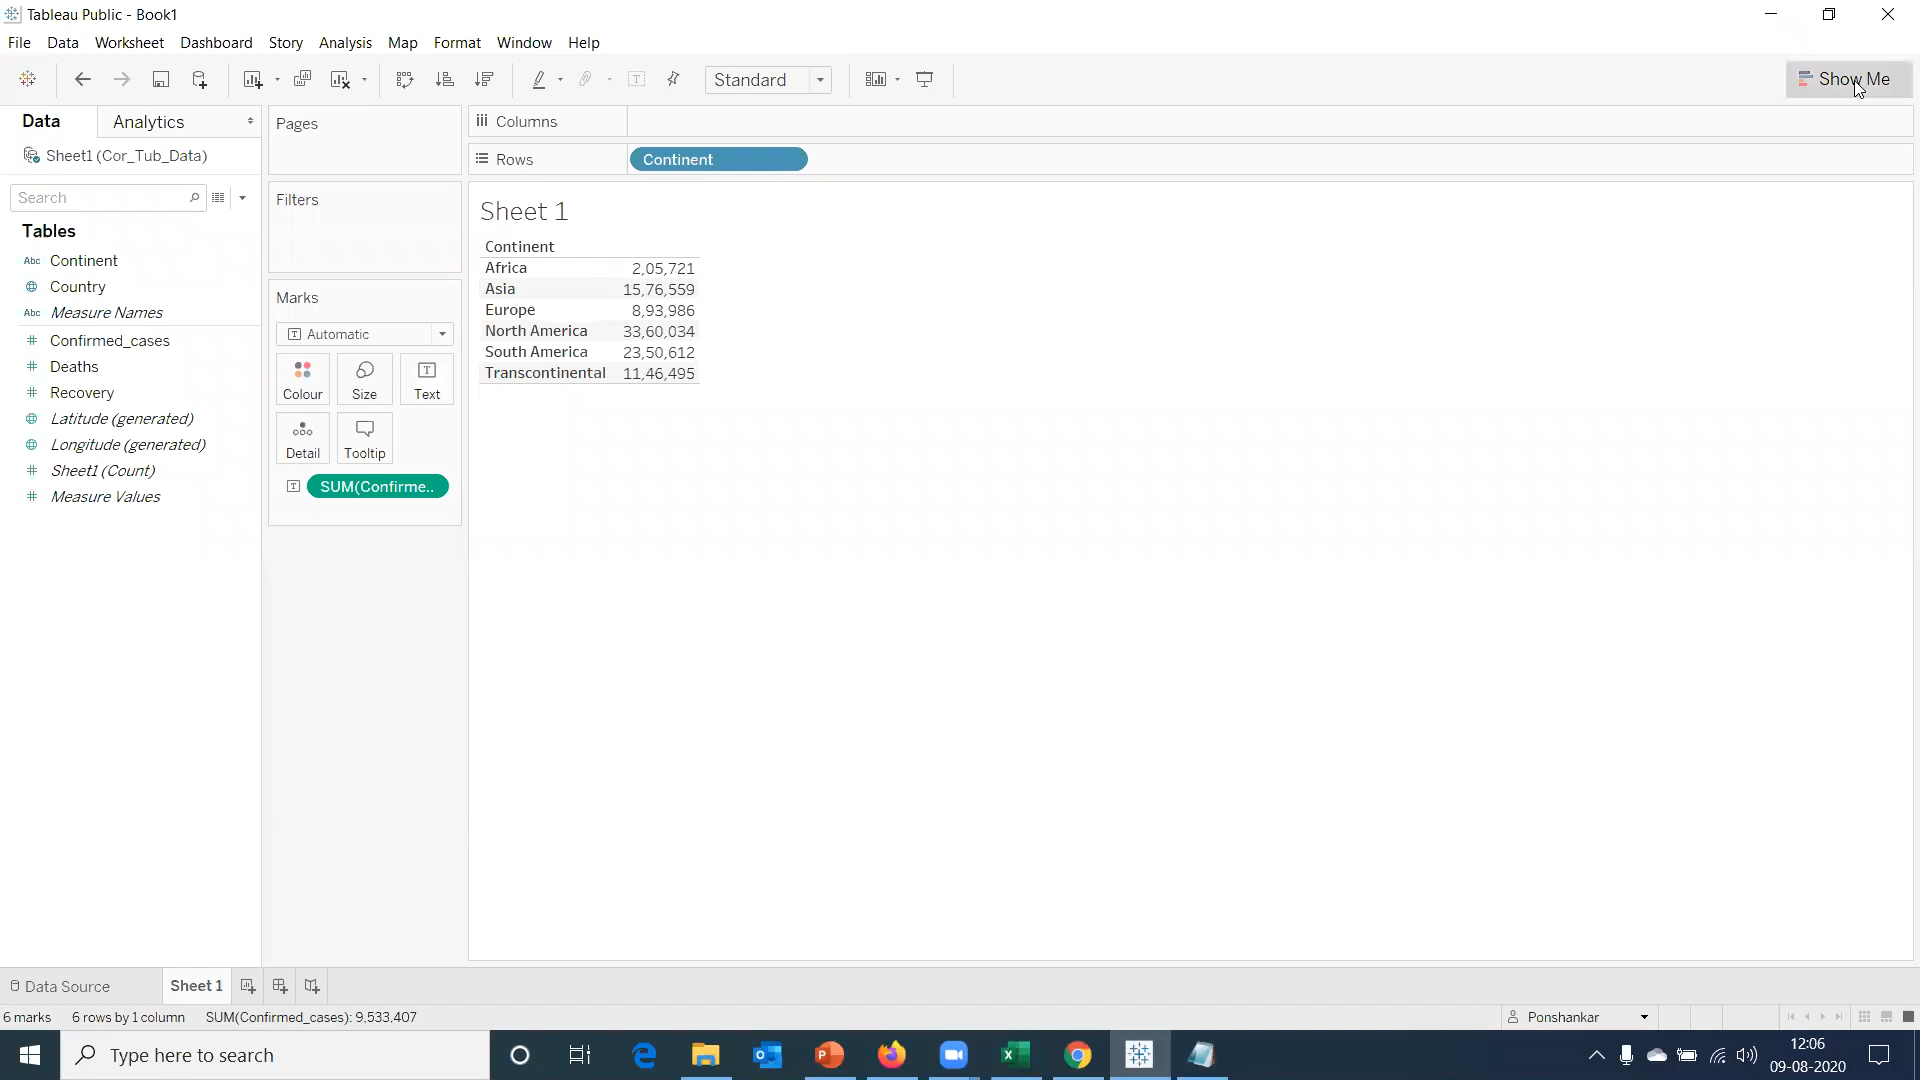 Tableau Public - Book1
File Data Worksheet Dashboard Story Analysis Map Format Window Help
Standard
Show Me
Data Analytics
Sheet1 (Cor_Tub_Data)
Search
Tables
Abc Continent
Country
Abc Measure Names
Confirmed_cases
Deaths
Recovery
Latitude (generated)
Longitude (generated)
Sheet1 (Count)
Measure Values
Pages
Filters
Marks
Automatic
Colour Size Text
Detail Tooltip
SUM(Confirme..
Columns
Rows Continent
Sheet 1
Continent
Africa 2,05,721
Asia 15,76,559
Europe 8,93,986
North America 33,60,034
South America 23,50,612
Transcontinental 11,46,495
Data Source Sheet 1
6 marks 6 rows by 1 column SUM(Confirmed_cases): 9,533,407 Ponshankar
Type here to search
12:06
09-08-2020